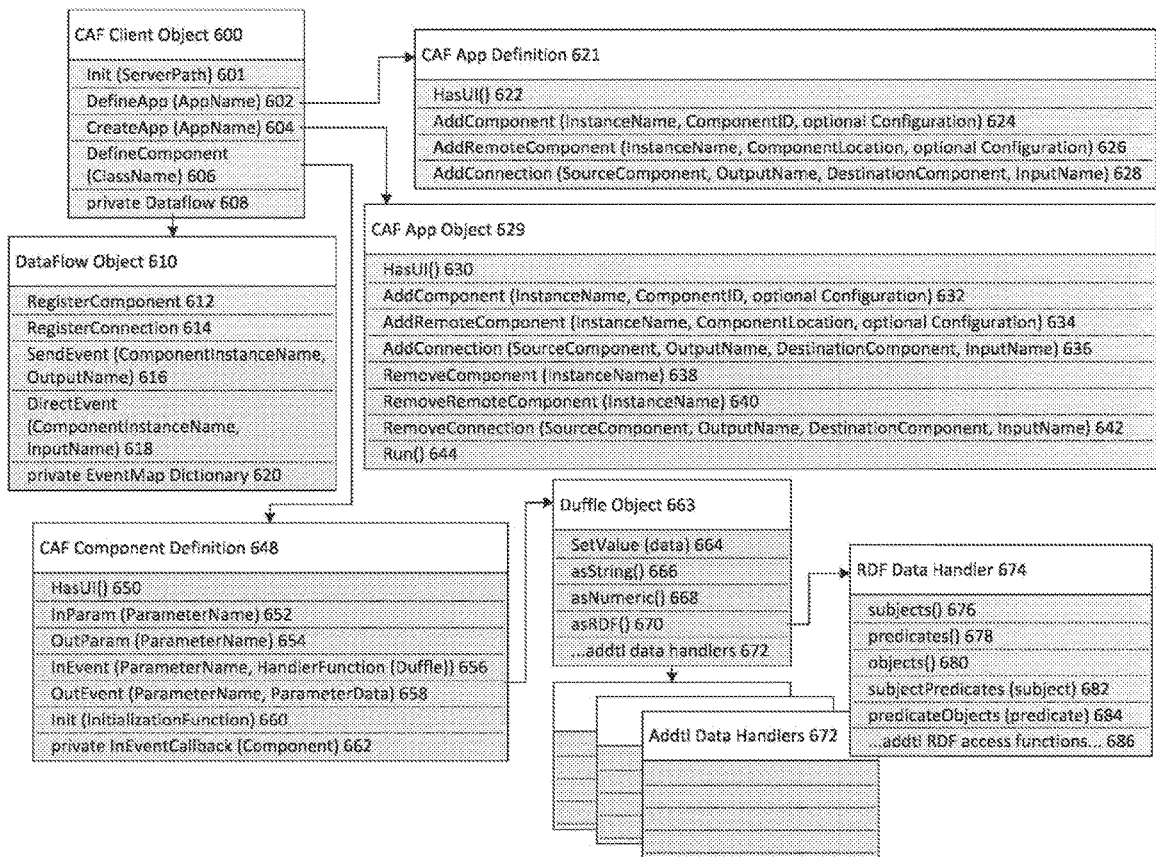 CAF Client Object 600
Init (ServerPath) 601
DefineApp (AppName) 602
CreateApp (AppName) 604
DefineComponent
(ClassName) 606
private Dataflow 608
CAF App Definition 621
HasUI() 622
AddComponent (InstanceName, ComponentID, optional Configuration) 624
AddRemoteComponent (InstanceName, ComponentLocation, optional Configuration) 626
AddConnection (SourceComponent, OutputName, DestinationComponent, InputName) 628
CAF App Object 629
HasUI() 630
AddComponent (InstanceName, ComponentID, optional Configuration) 632
AddRemoteComponent (InstanceName, ComponentLocation, optional Configuration) 634
AddConnection (SourceComponent, OutputName, DestinationComponent, InputName) 636
RemoveComponent (InstanceName) 638
RemoveRemoteComponent (InstanceName) 640
RemoveConnection (SourceComponent, OutputName, DestinationComponent, InputName) 642
Run() 644
DataFlow Object 610
RegisterComponent 612
RegisterConnection 614
SendEvent (ComponentInstanceName,
OutputName) 616
DirectEvent
(ComponentInstanceName,
InputName) 618
private EventMap Dictionary 620
CAF Component Definition 648
HasUI() 650
InParam (ParameterName) 652
OutParam (ParameterName) 654
InEvent (ParameterName, HandlerFunction (Duffle)) 656
OutEvent (ParameterName, ParameterData) 658
Init (InitializationFunction) 660
private InEventCallback (Component) 662
Duffle Object 663
SetValue (data) 664
asString() 666
asNumeric() 668
asRDF() 670
...addtl data handlers 672
RDF Data Handler 674
subjects() 676
predicates() 678
objects() 680
subjectPredicates (subject) 682
predicateObjects (predicate) 684
...addtl RDF access functions... 686
Addtl Data Handlers 672